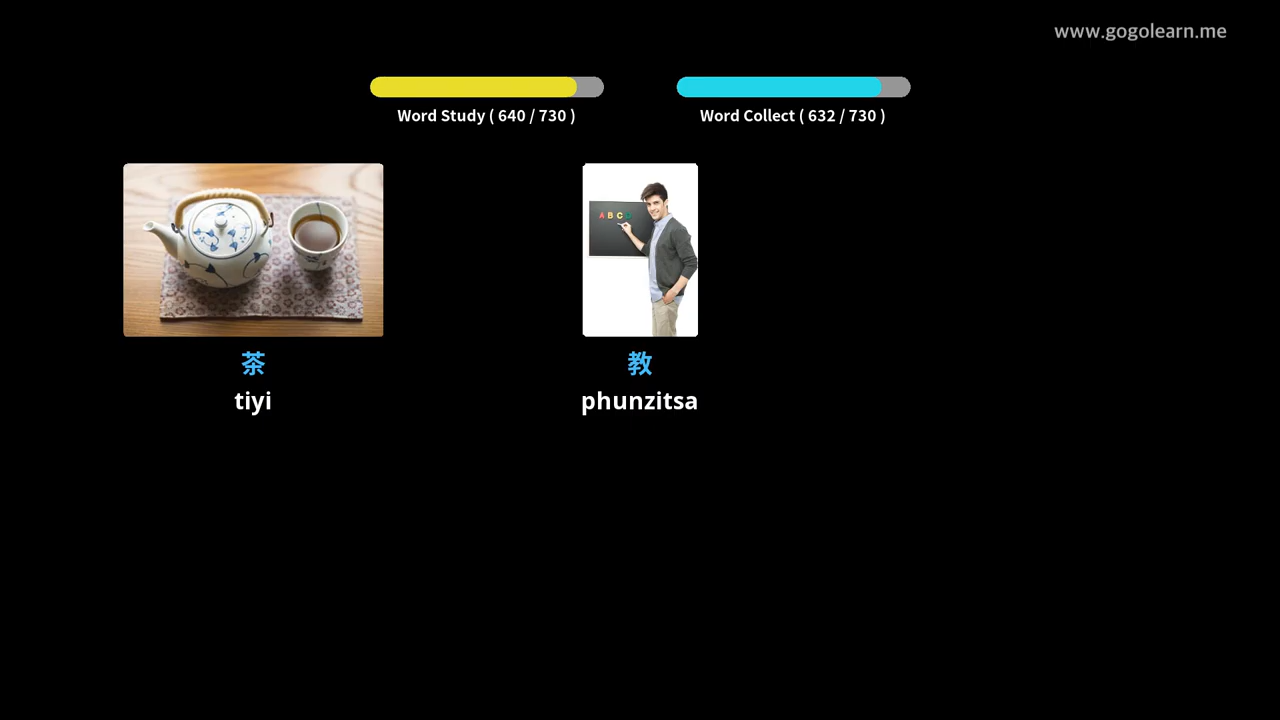 www.gogolearn.me
Word Study ( 640 / 730 )
Word Collect ( 632 / 730 )
A B C D
茶
教
tiyi
phunzitsa